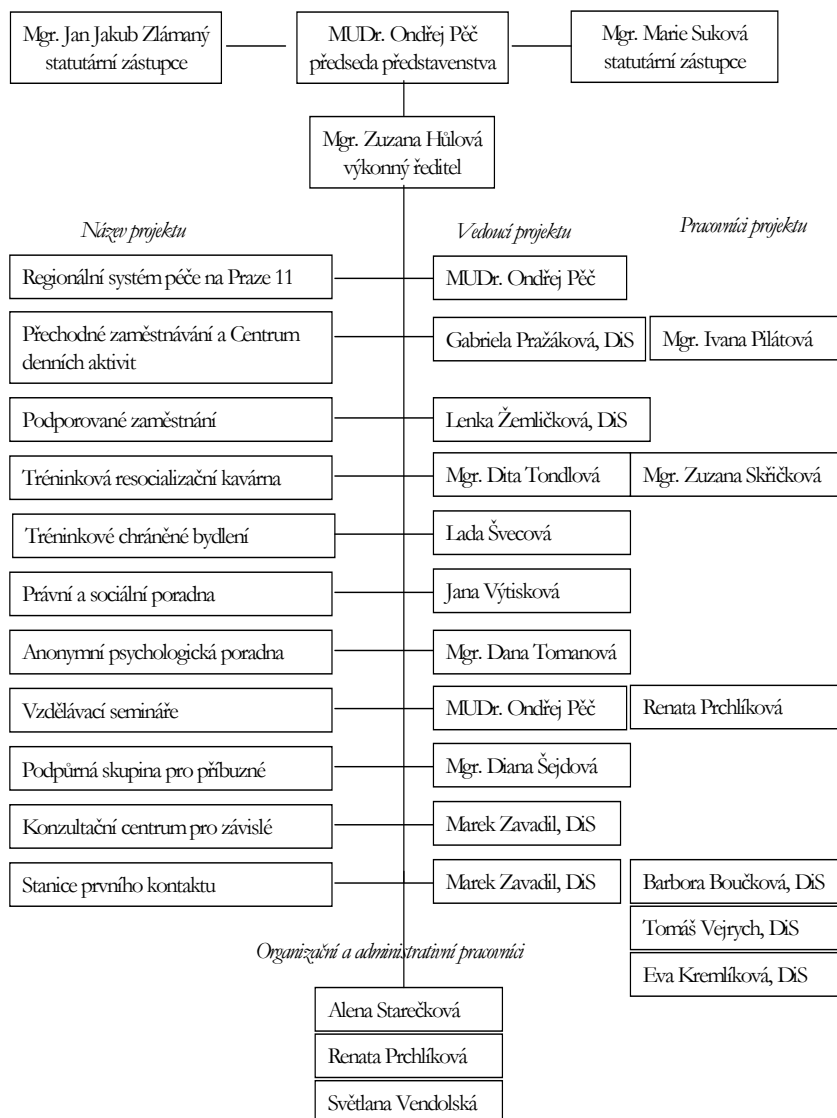 Mgr. Jan Jakub Zlámaný
statutární zástupce
MUDr. Ondřej Pěč
předseda představenstva
Mgr. Marie Suková
statutární zástupce
Mgr. Zuzana Hůlová
výkonný ředitel
Název projektu
Vedoucí projektu
Pracovníci projektu
Regionální systém péče na Praze 11
MUDr. Ondřej Pěč
Přechodné zaměstnávání a Centrum
denních aktivit
Gabriela Pražáková, DiS
Mgr. Ivana Pilátová
Podporované zaměstnání
Lenka Žemličková, DiS
Tréninková resocializační kavárna
Mgr. Dita Tondlová
Mgr. Zuzana Skřičková
Tréninkové chráněné bydlení
Lada Švecová
Právní a sociální poradna
Jana Výtisková
Anonymní psychologická poradna
Mgr. Dana Tomanová
Vzdělávací semináře
MUDr. Ondřej Pěč
Renata Prchlíková
Podpůrná skupina pro příbuzné
Mgr. Diana Šejdová
Konzultační centrum pro závislé
Marek Zavadil, DiS
Stanice prvního kontaktu
Marek Zavadil, DiS
Barbora Boučková, DiS
Tomáš Vejrych, DiS
Eva Kremlíková, DiS
Organizační a administrativní pracovníci
Alena Starečková
Renata Prchlíková
Světlana Vendolská